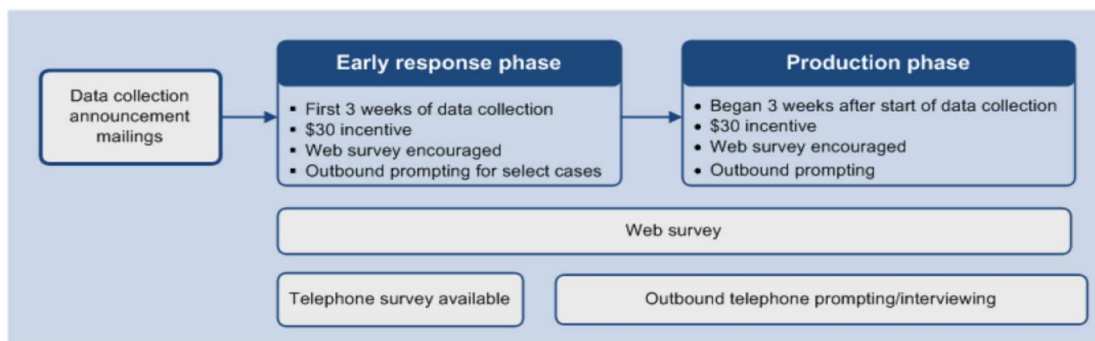 Data collection
announcement
mailings
Early response phase
▪ First 3 weeks of data collection
▪ $30 incentive
▪ Web survey encouraged
▪ Outbound prompting for select cases
Production phase
• Began 3 weeks after start of data collection
• $30 incentive
• Web survey encouraged
• Outbound prompting
Web survey
Telephone survey available
Outbound telephone prompting/interviewing